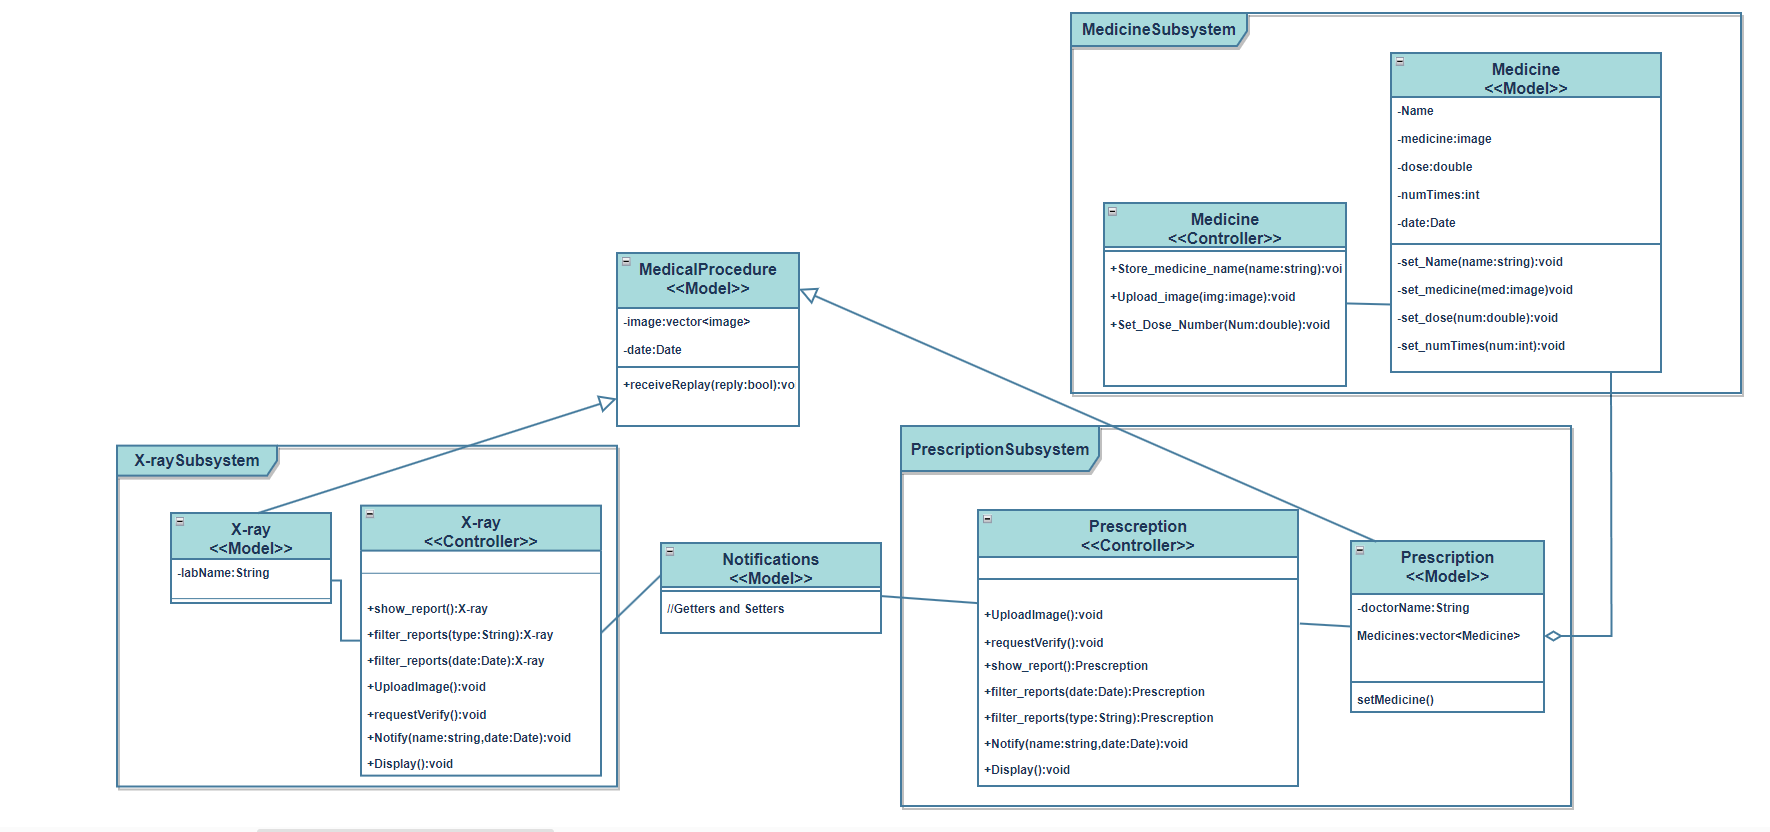 MedicineSubsystem
Medicine
<<Model>>
-Name
-medicine:image
-dose:double
-numTimes:int
-date:Date
-set_Name(name:string):void
-set_medicine(med:image)void
-set_dose(num:double):void
-set_numTimes(num:int):void
Medicine
<<Controller>>
+Store_medicine_name(name:string):voi
+Upload_image(img:image):void
+Set_Dose_Number(Num:double):void
MedicalProcedure
<<Model>>
-image:vector<image>
-date:Date
+receiveReplay(reply:bool):vo
X-raySubsystem
X-ray
<<Model>>
-labName:String
X-ray
<<Controller>>
+show_report():X-ray
+filter_reports(type:String):X-ray
+filter_reports(date:Date):X-ray
+UploadImage():void
+requestVerify():void
+Notify(name:string,date:Date):void
+Display():void
Notifications
<<Model>>
//Getters and Setters
PrescriptionSubsystem
Prescreption
<<Controller>>
+UploadImage():void
+requestVerify():void
+show_report():Prescreption
+filter_reports(date:Date):Prescreption
+filter_reports(type:String):Prescreption
+Notify(name:string,date:Date):void
+Display():void
Prescription
<<Model>>
-doctorName:String
Medicines:vector<Medicine>
setMedicine()